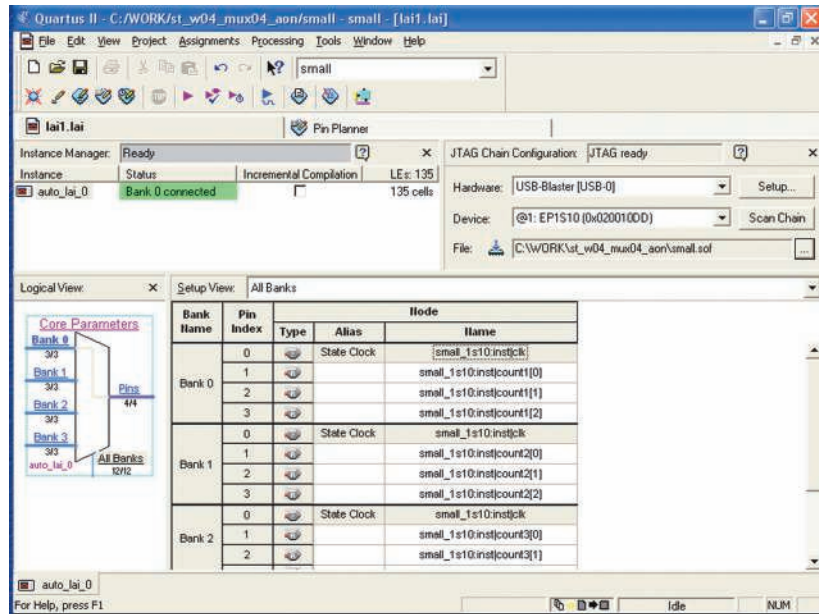 Quartus II - C:/WORK/st_w04_mux04_aon/small - small - [lai1.lai]
File Edit View Project Assignments Processing Tools Window Help
small
lai1.lai
Pin Planner
Instance Manager: Ready
JTAG Chain Configuration: JTAG ready
Instance Status Incremental Compilation LEs: 135
auto_lai_0 Bank 0 connected 135 cells
Hardware: USB-Blaster [USB-0] Setup...
Device: @1: EP1S10 (0x020010DD) Scan Chain
File: C:\WORK\st_w04_mux04_aon\small.sof ...
Logical View:
Setup View: All Banks
Core Parameters
Bank 0
3/3
Bank 1
3/3
Bank 2
3/3
Bank 3
3/3
Pins
4/4
All Banks
12/12
auto_lai_0
Bank Name Pin Index Node
Type Alias Name
Bank 0
0 State Clock small_1s10:inst|clk
1 small_1s10:inst|count1[0]
2 small_1s10:inst|count1[1]
3 small_1s10:inst|count1[2]
Bank 1
0 State Clock small_1s10:inst|clk
1 small_1s10:inst|count2[0]
2 small_1s10:inst|count2[1]
3 small_1s10:inst|count2[2]
Bank 2
0 State Clock small_1s10:inst|clk
1 small_1s10:inst|count3[0]
2 small_1s10:inst|count3[1]
auto_lai_0
For Help, press F1
Idle
NUM